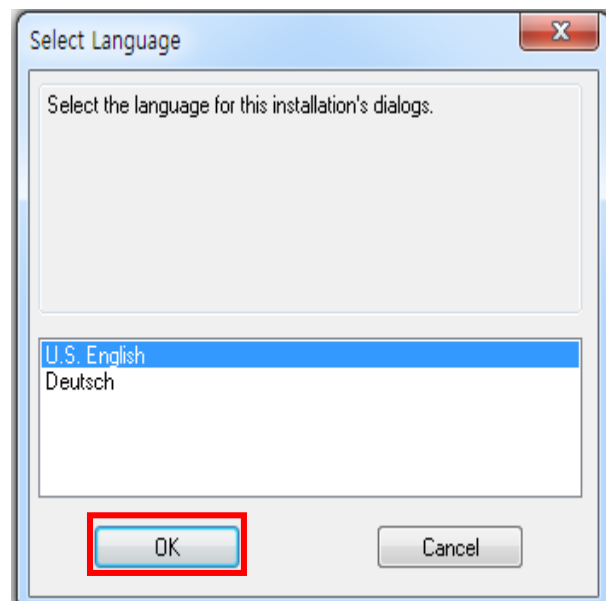 Select Language
Select the language for this installation's dialogs.
U.S. English
Deutsch
OK
Cancel